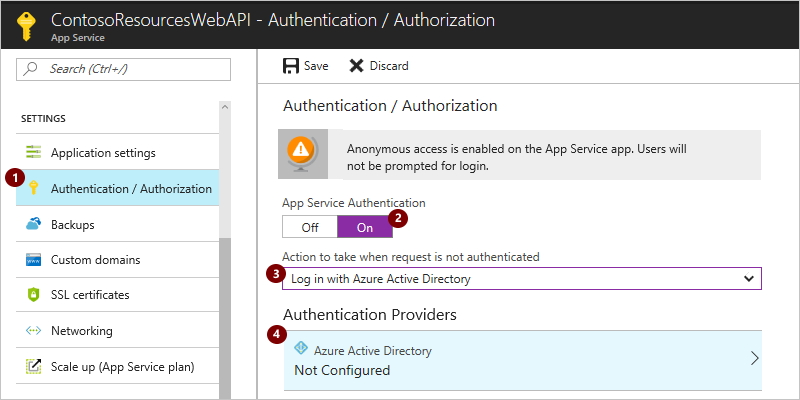 ContosoResourcesWebAPI - Authentication / Authorization
App Service
Search (Ctrl+/)
SETTINGS
Application settings
1
Authentication / Authorization
Backups
Custom domains
SSL certificates
Networking
Scale up (App Service plan)
Save
Discard
Authentication / Authorization
Anonymous access is enabled on the App Service app. Users will
not be prompted for login.
App Service Authentication
Off
On
2
Action to take when request is not authenticated
3
Log in with Azure Active Directory
Authentication Providers
4
Azure Active Directory
Not Configured